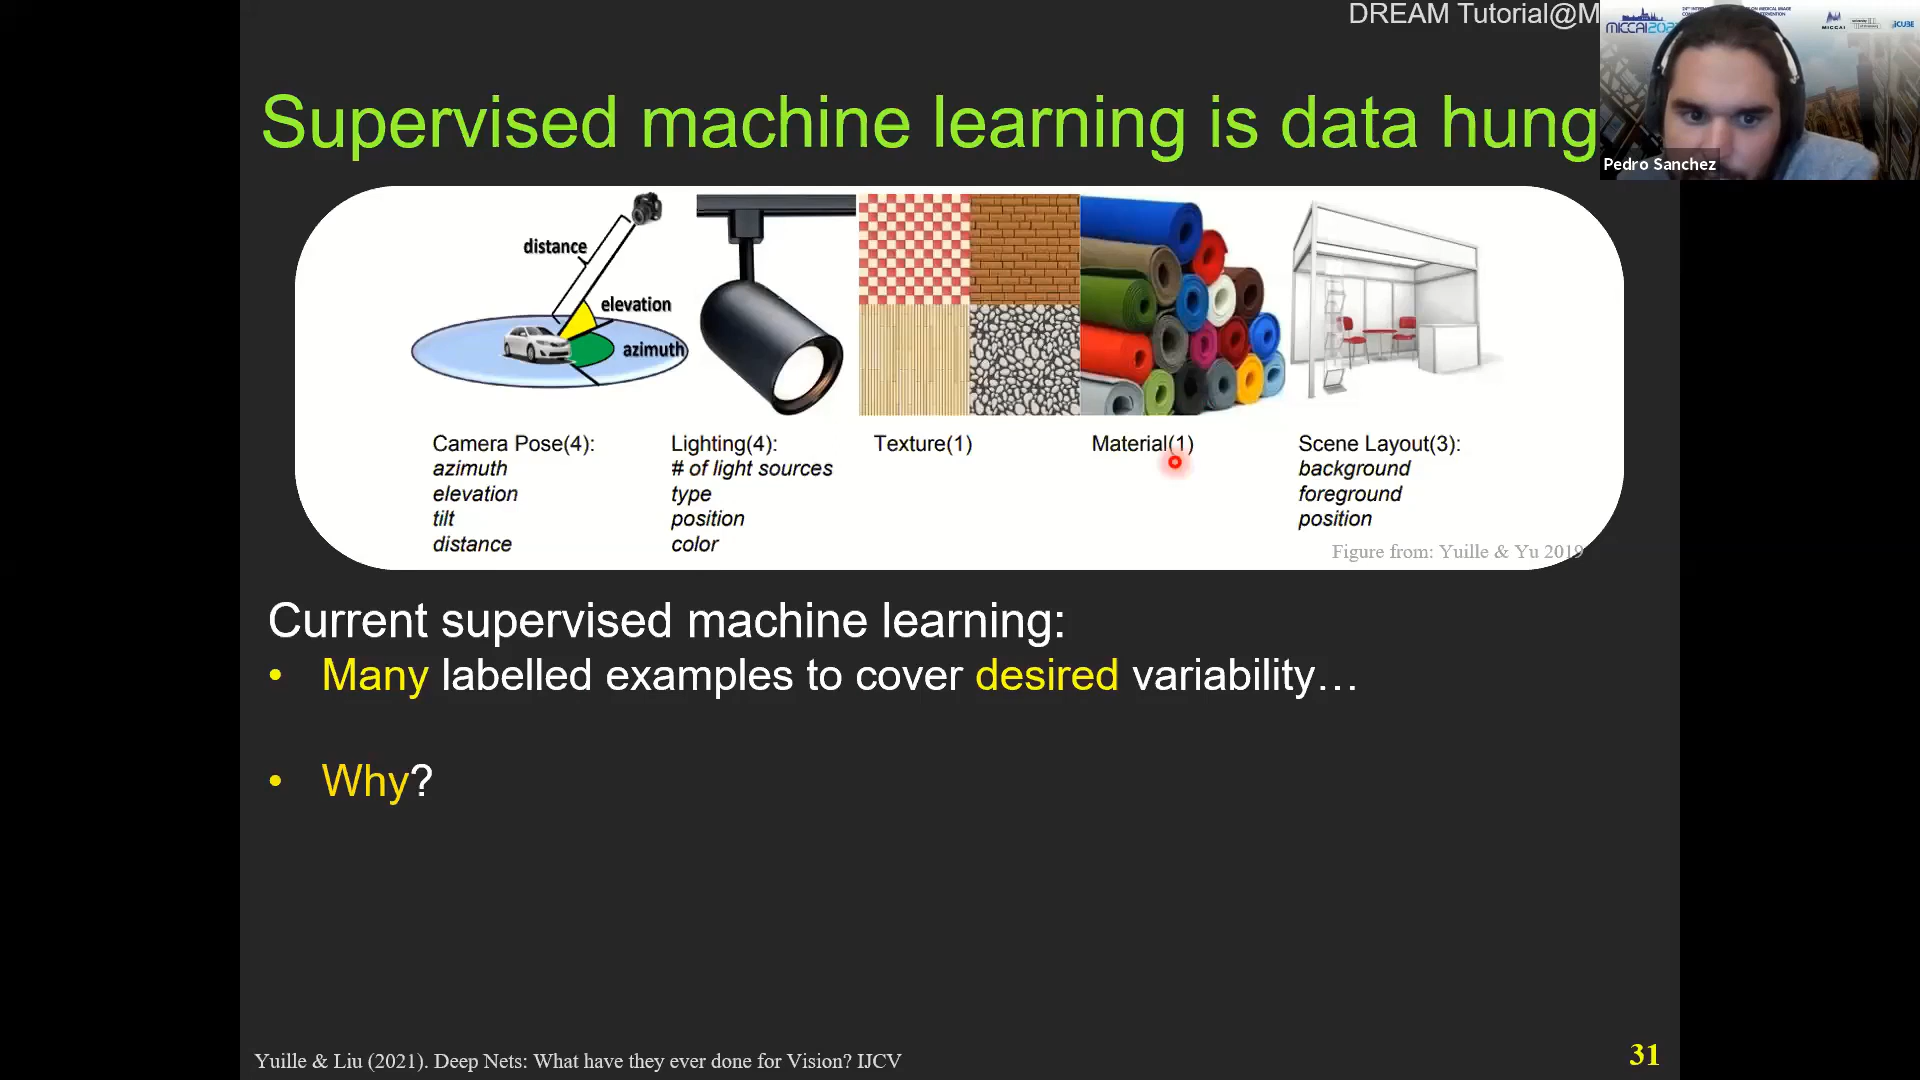 DREAM Tutorial@M
MICCAI202
MICCAI
iCUBE
Supervised machine learning is data hung
Pedro Sanchez
distance
elevation
azimuth
Camera Pose(4):
azimuth
elevation
tilt
distance
Lighting(4):
# of light sources
type
position
color
Texture(1)
Material(1)
Scene Layout(3):
background
foreground
position
Figure from: Yuille & Yu 2019
Current supervised machine learning:
• Many labelled examples to cover desired variability…
• Why?
Yuille & Liu (2021). Deep Nets: What have they ever done for Vision? IJCV
31